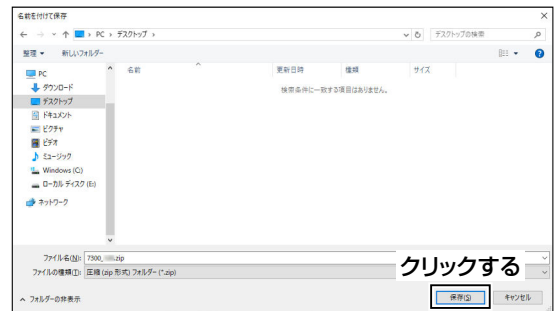 名前を付けて保存
PC › デスクトップ ›
デスクトップの検索
整理 新しいフォルダー
名前 更新日時 種類 サイズ
検索条件に一致する項目はありません。
PC
ダウンロード
デスクトップ
ドキュメント
ピクチャ
ビデオ
ミュージック
Windows (C:)
ローカル ディスク (E:)
ネットワーク
ファイル名(N): 7300_ .zip
ファイルの種類(T): 圧縮 (zip 形式) フォルダー (*.zip)
クリックする
フォルダーの非表示
保存(S) キャンセル